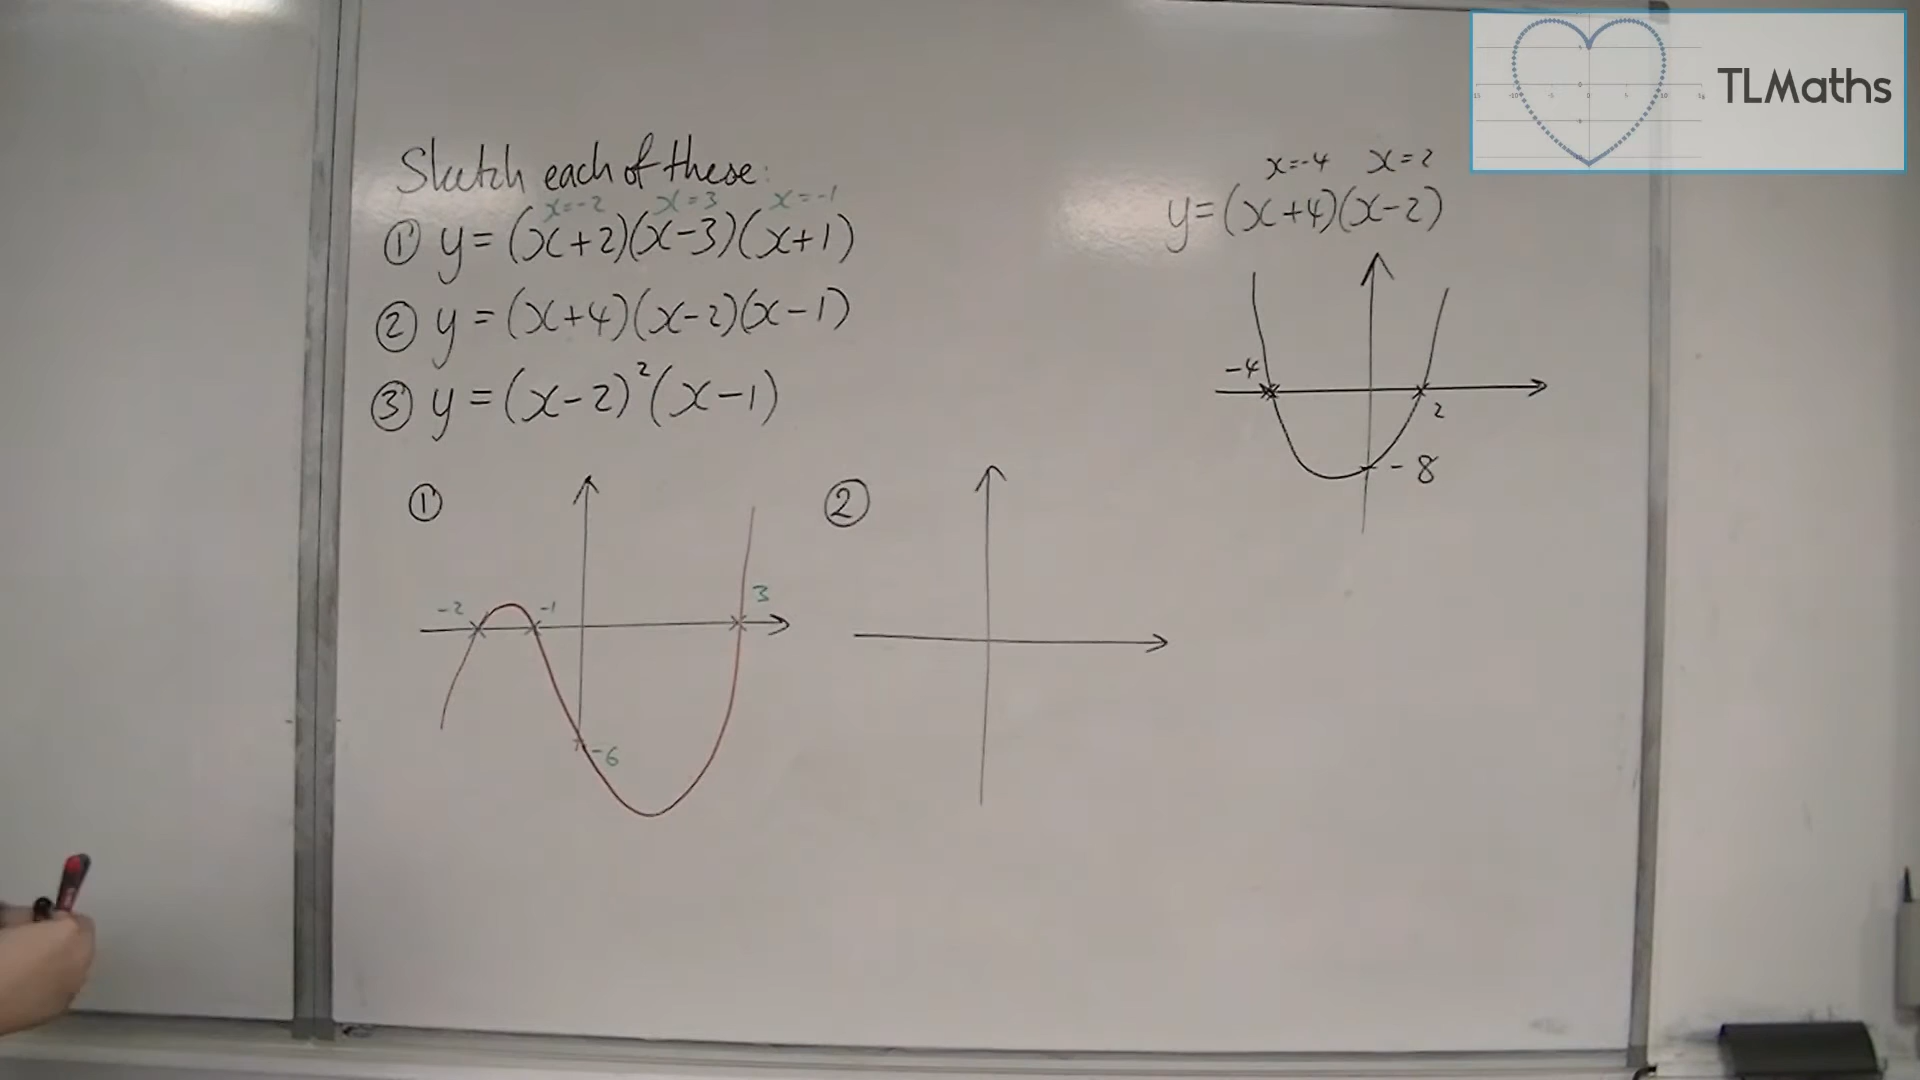 TLMaths
Sketch each of these:
x=-2 x=3 x=-1
① y=(x+2)(x-3)(x+1)
② y=(x+4)(x-2)(x-1)
③ y=(x-2)²(x-1)
x=-4 x=2
y=(x+4)(x-2)
-4
2
-8
①
-2 -1 3
-6
②